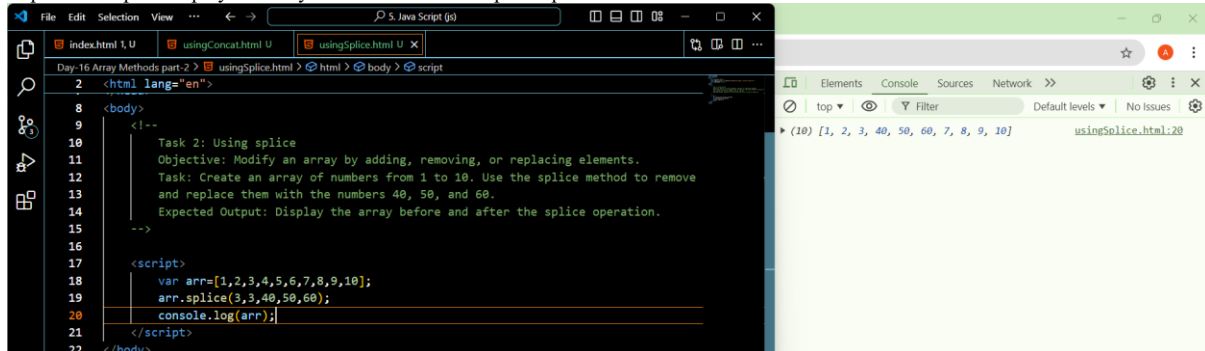 File Edit Selection View ... ← → 5. Java Script (js)
index.html 1, U usingConcat.html U usingSplice.html U ×
Day-16 Array Methods part-2 > usingSplice.html > html > body > script
2 <html lang="en">
8 <body>
9 <!--
10 Task 2: Using splice
11 Objective: Modify an array by adding, removing, or replacing elements.
12 Task: Create an array of numbers from 1 to 10. Use the splice method to remove
13 and replace them with the numbers 40, 50, and 60.
14 Expected Output: Display the array before and after the splice operation.
15 -->
16
17 <script>
18 var arr=[1,2,3,4,5,6,7,8,9,10];
19 arr.splice(3,3,40,50,60);
20 console.log(arr);
21 </script>
22 </body>
3
A
Elements Console Sources Network >>
top ▼ Filter Default levels ▼ No Issues
▶ (10) [1, 2, 3, 40, 50, 60, 7, 8, 9, 10] usingSplice.html:20